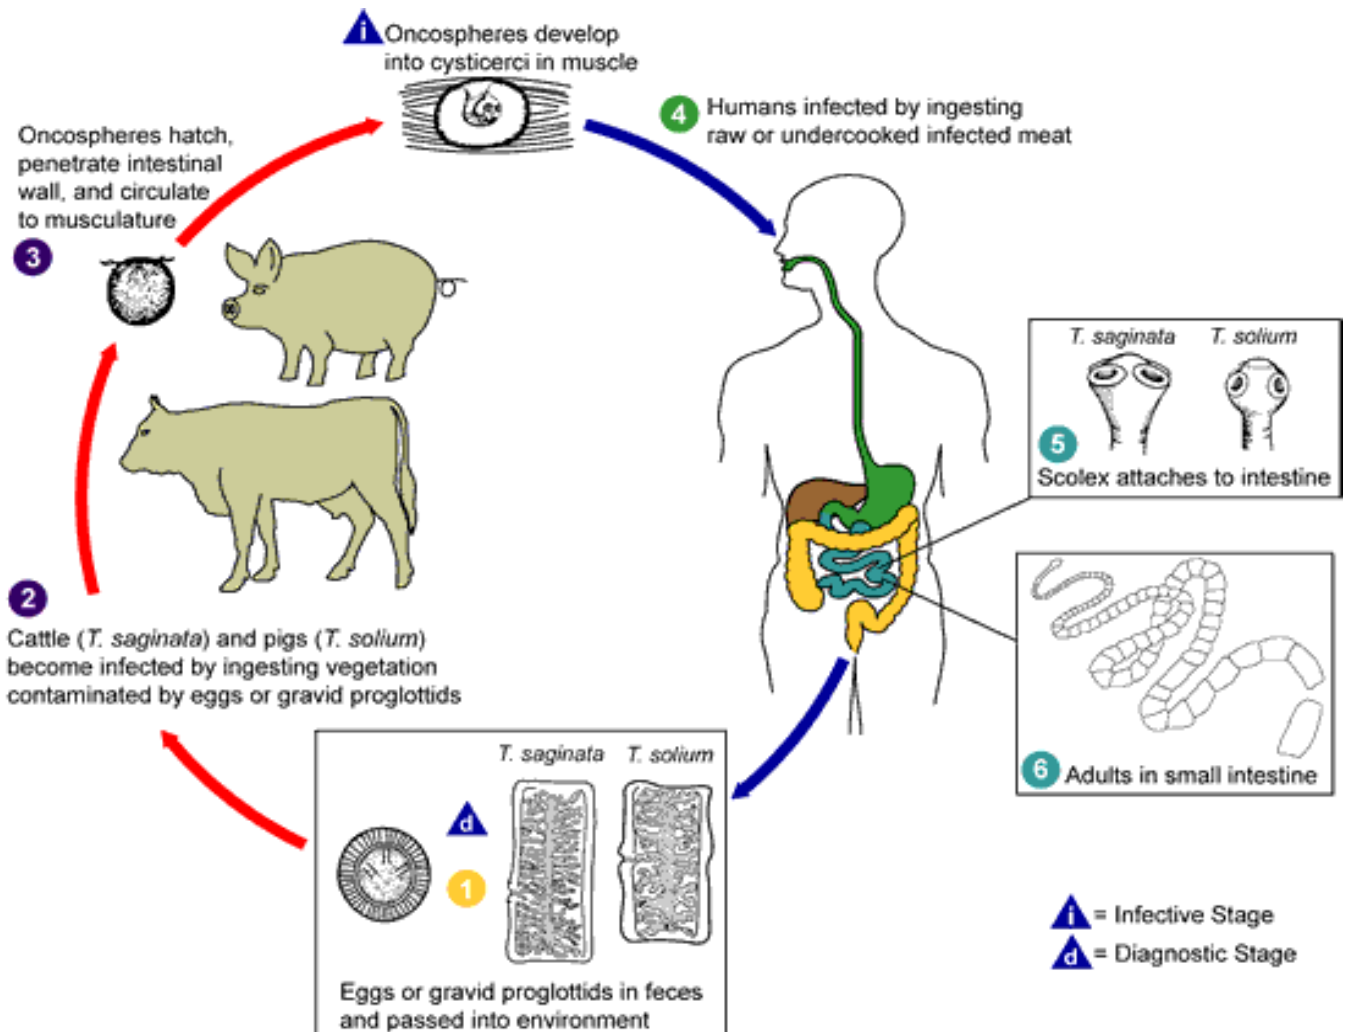 i Oncospheres develop
into cysticerci in muscle
4 Humans infected by ingesting
raw or undercooked infected meat
Oncospheres hatch,
penetrate intestinal
wall, and circulate
to musculature
3
T. saginata T. solium
5
Scolex attaches to intestine
2
Cattle (T. saginata) and pigs (T. solium)
become infected by ingesting vegetation
contaminated by eggs or gravid proglottids
6 Adults in small intestine
T. saginata T. solium
d
1
Eggs or gravid proglottids in feces
and passed into environment
i = Infective Stage
d = Diagnostic Stage